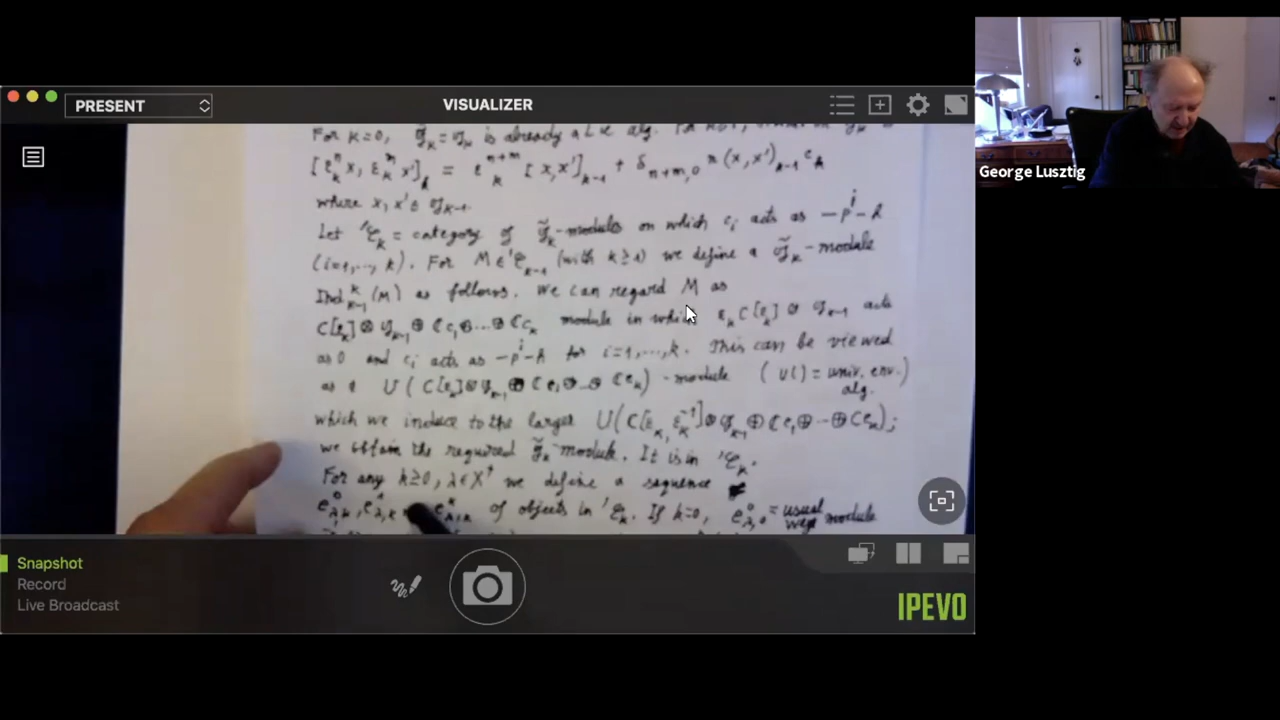 PRESENT
VISUALIZER
For k=0, g̃_k = g_k is already a Lie alg.
[ε_k^n x, ε_k^m x'] = ε_k^{n+m} [x,x']_{k-1} + δ_{n+m,0} n (x,x')_{k-1} c_k
where x, x' ∈ g_{k-1}.
Let 'C_k = category of g̃_k-modules on which c_i acts as -p^i-h
(i=1,..., k). For M ∈ 'C_{k-1} (with k≥1) we define a g̃_k-module
Ind_{k-1}^k (M) as follows. We can regard M as
C[ε_k] ⊗ g_{k-1} ⊕ Cc_1 ⊕...⊕ Cc_k module in which ε_k C[ε_k] ⊗ g_{k-1} acts
as 0 and c_i acts as -p^i-h for i=1,...,k. This can be viewed
as a U(C[ε_k] ⊗ g_{k-1} ⊕ Cc_1 ⊕...⊕ Cc_k)-module (U()=univ. env. alg.)
which we induce to the larger U(C[ε_k, ε_k^{-1}] ⊗ g_{k-1} ⊕ Cc_1 ⊕...⊕ Cc_k);
we obtain the required g̃_k-module. It is in 'C_k.
For any k≥0, λ∈X^+ we define a sequence
e^0_{λ,k}, e^1_{λ,k} e^k_{λ,k} of objects in 'C_k. If k=0, e^0_{λ,0} = usual Weyl module
George Lusztig
Snapshot
Record
Live Broadcast
IPEVO